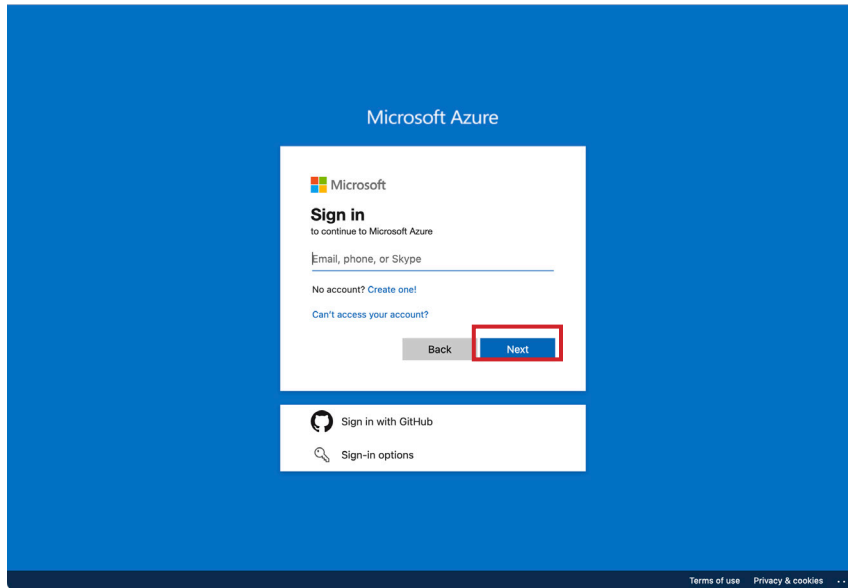 Microsoft Azure
Microsoft
Sign in
to continue to Microsoft Azure
Email, phone, or Skype
No account? Create one!
Can't access your account?
Back
Next
Sign in with GitHub
Sign-in options
Terms of use
Privacy & cookies